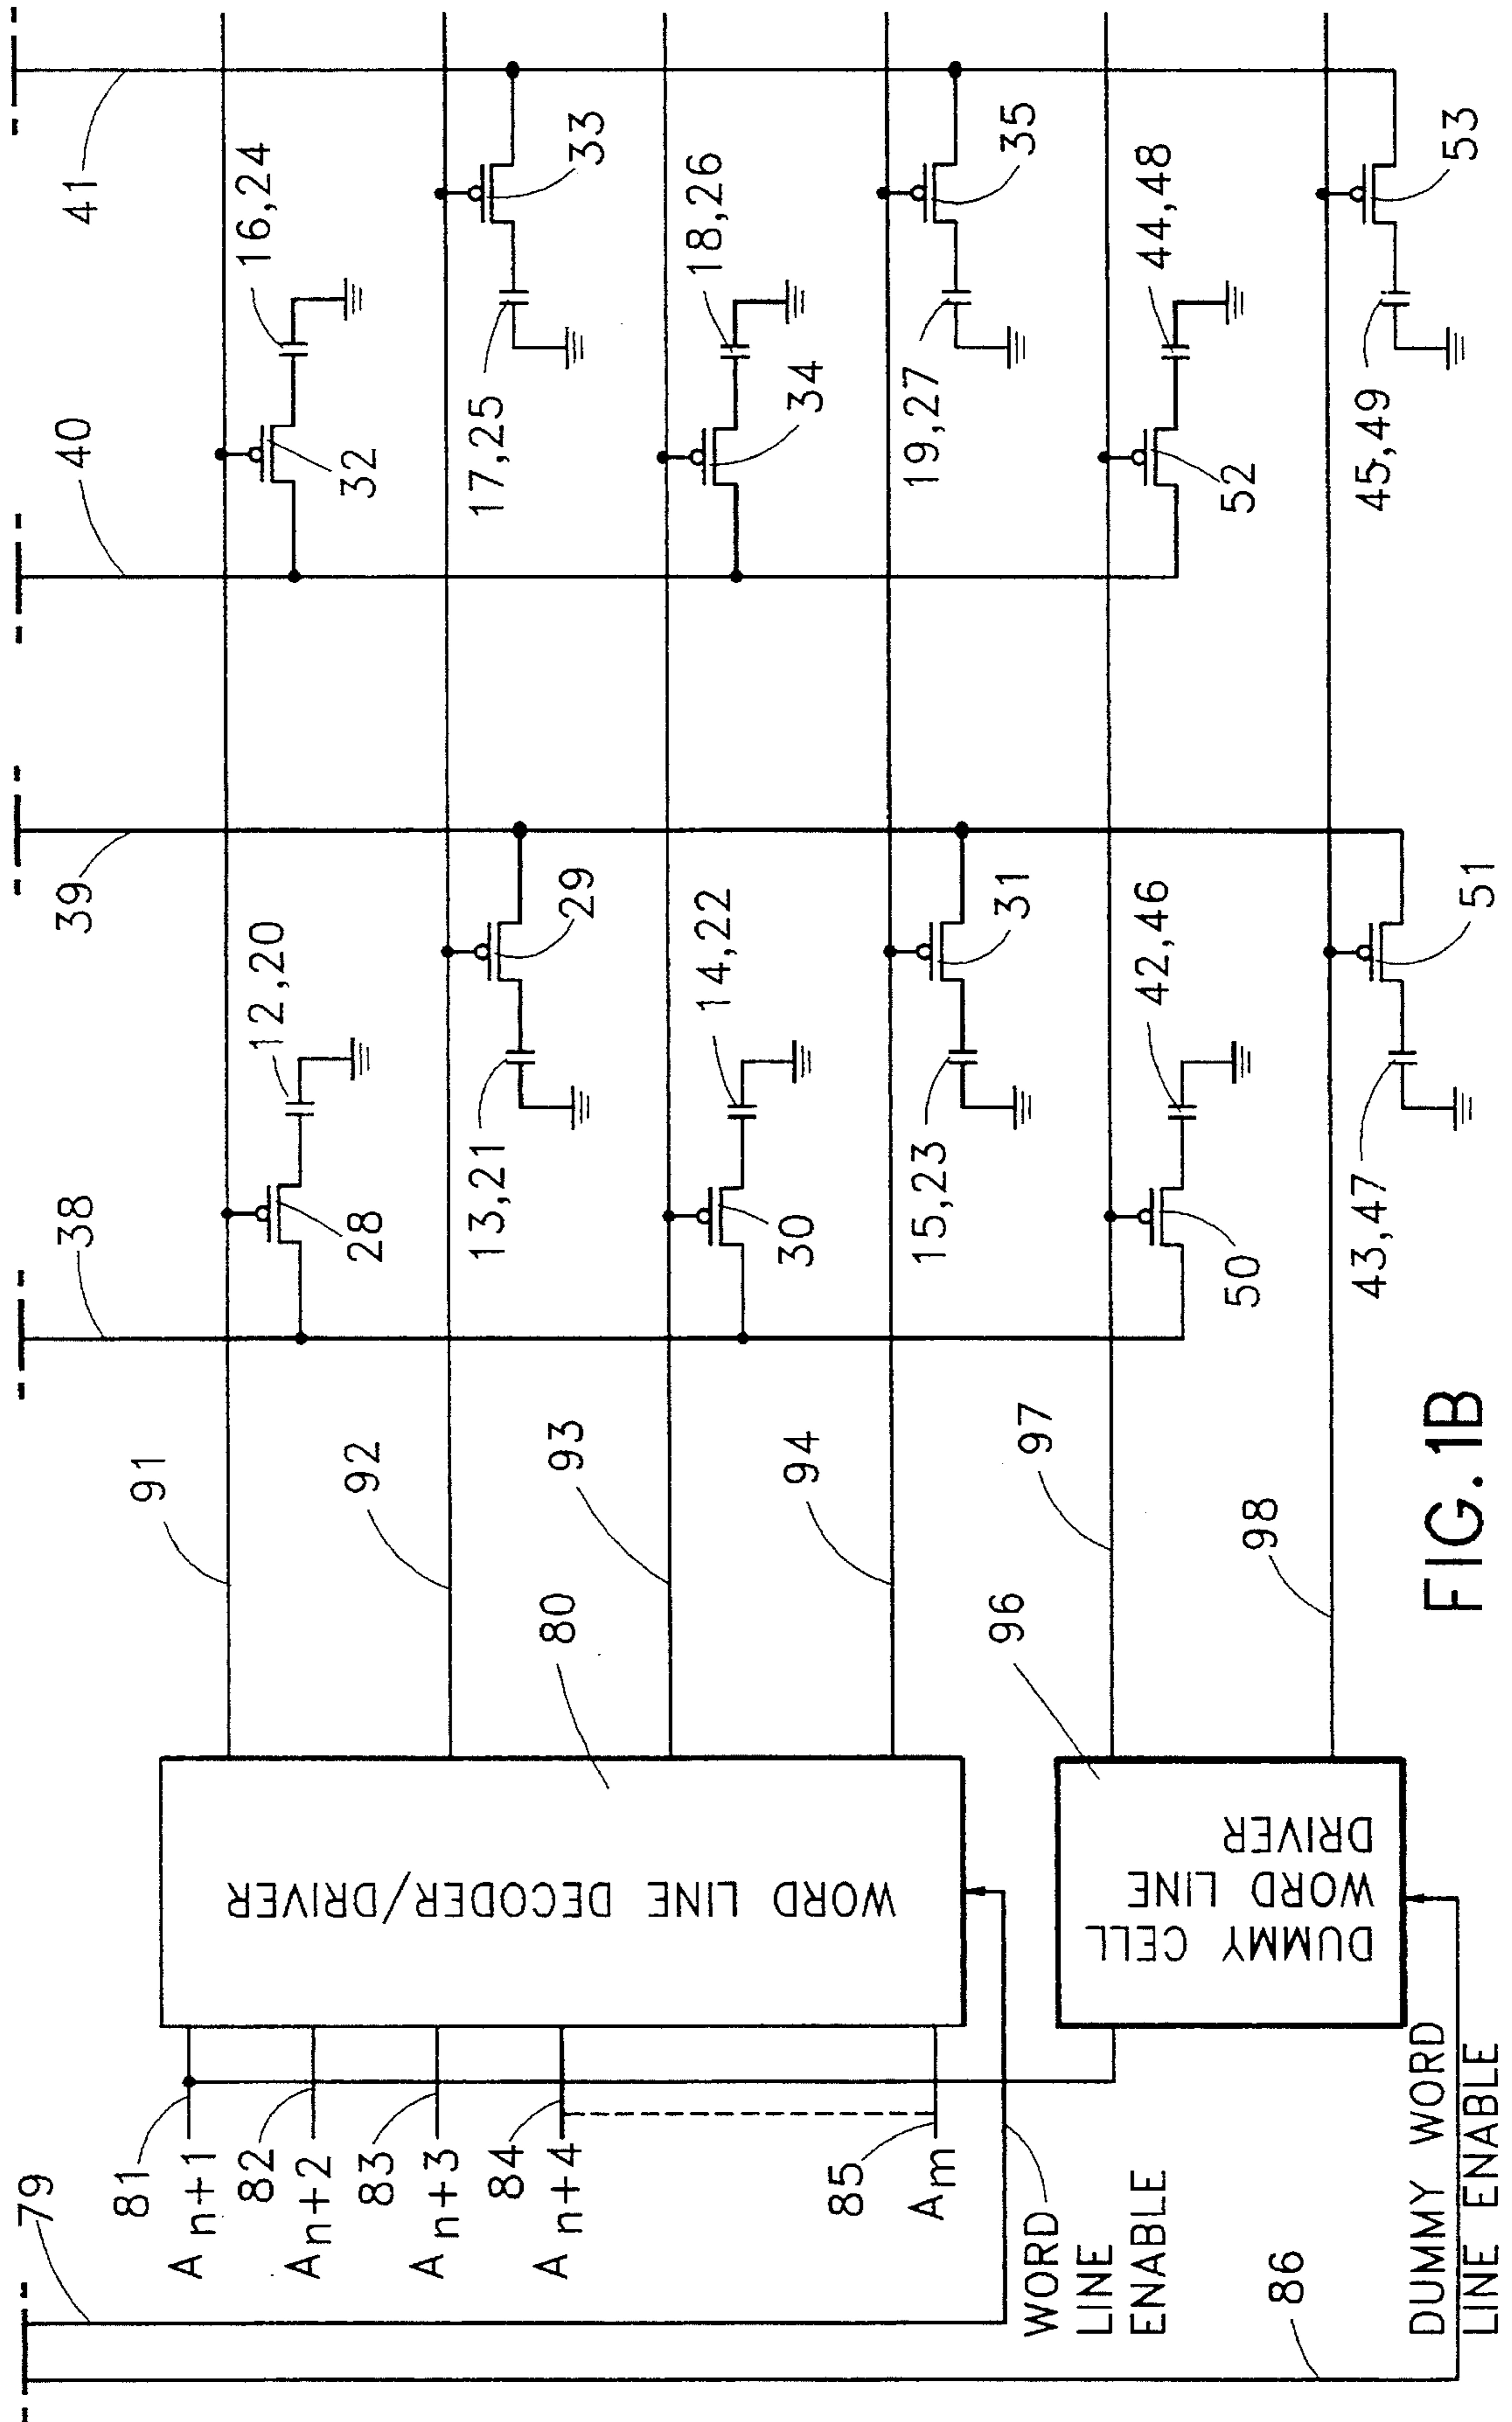 79
81
A n+1
82
A n+2
83
A n+3
84
A n+4
85
A m
WORD
LINE
ENABLE
86
DUMMY WORD
LINE ENABLE
WORD LINE DECODER/DRIVER
80
DUMMY CELL
WORD LINE
DRIVER
96
91
92
93
94
97
98
38
28
12,20
39
13,21
29
30
14,22
15,23
31
50
42,46
43,47
51
40
32
16,24
41
17,25
33
34
18,26
19,27
35
52
44,48
45,49
53
FIG. 1B